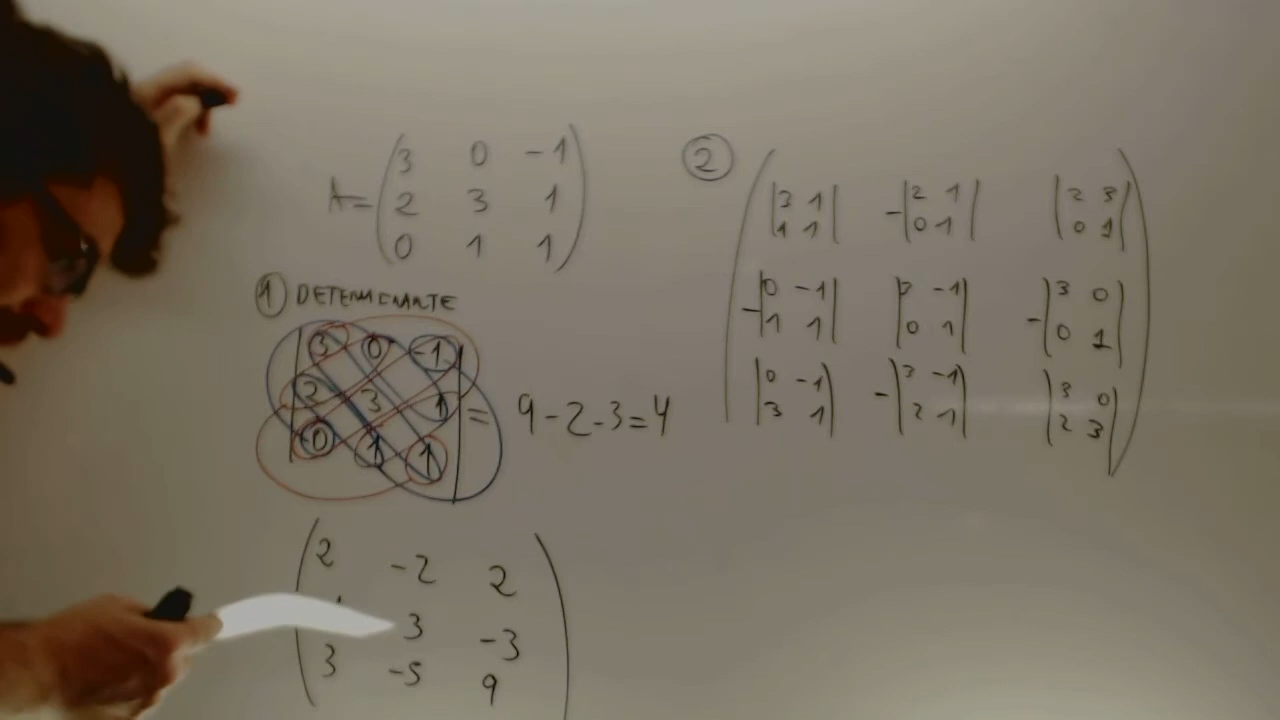 A = ( 3 0 -1
2 3 1
0 1 1 )
① DETERMINANTE
| 3 0 -1
2 3 1
0 1 1 | = 9 - 2 - 3 = 4
( 2 -2 2
3 -3
3 -5 9
② ( |3 1| -|2 1| |2 3|
|1 1| |0 1| |0 1|
-|0 -1| |3 -1| -|3 0|
|1 1| |0 1| |0 1|
|0 -1| -|3 -1| |3 0|
|3 1| |2 1| |2 3| )